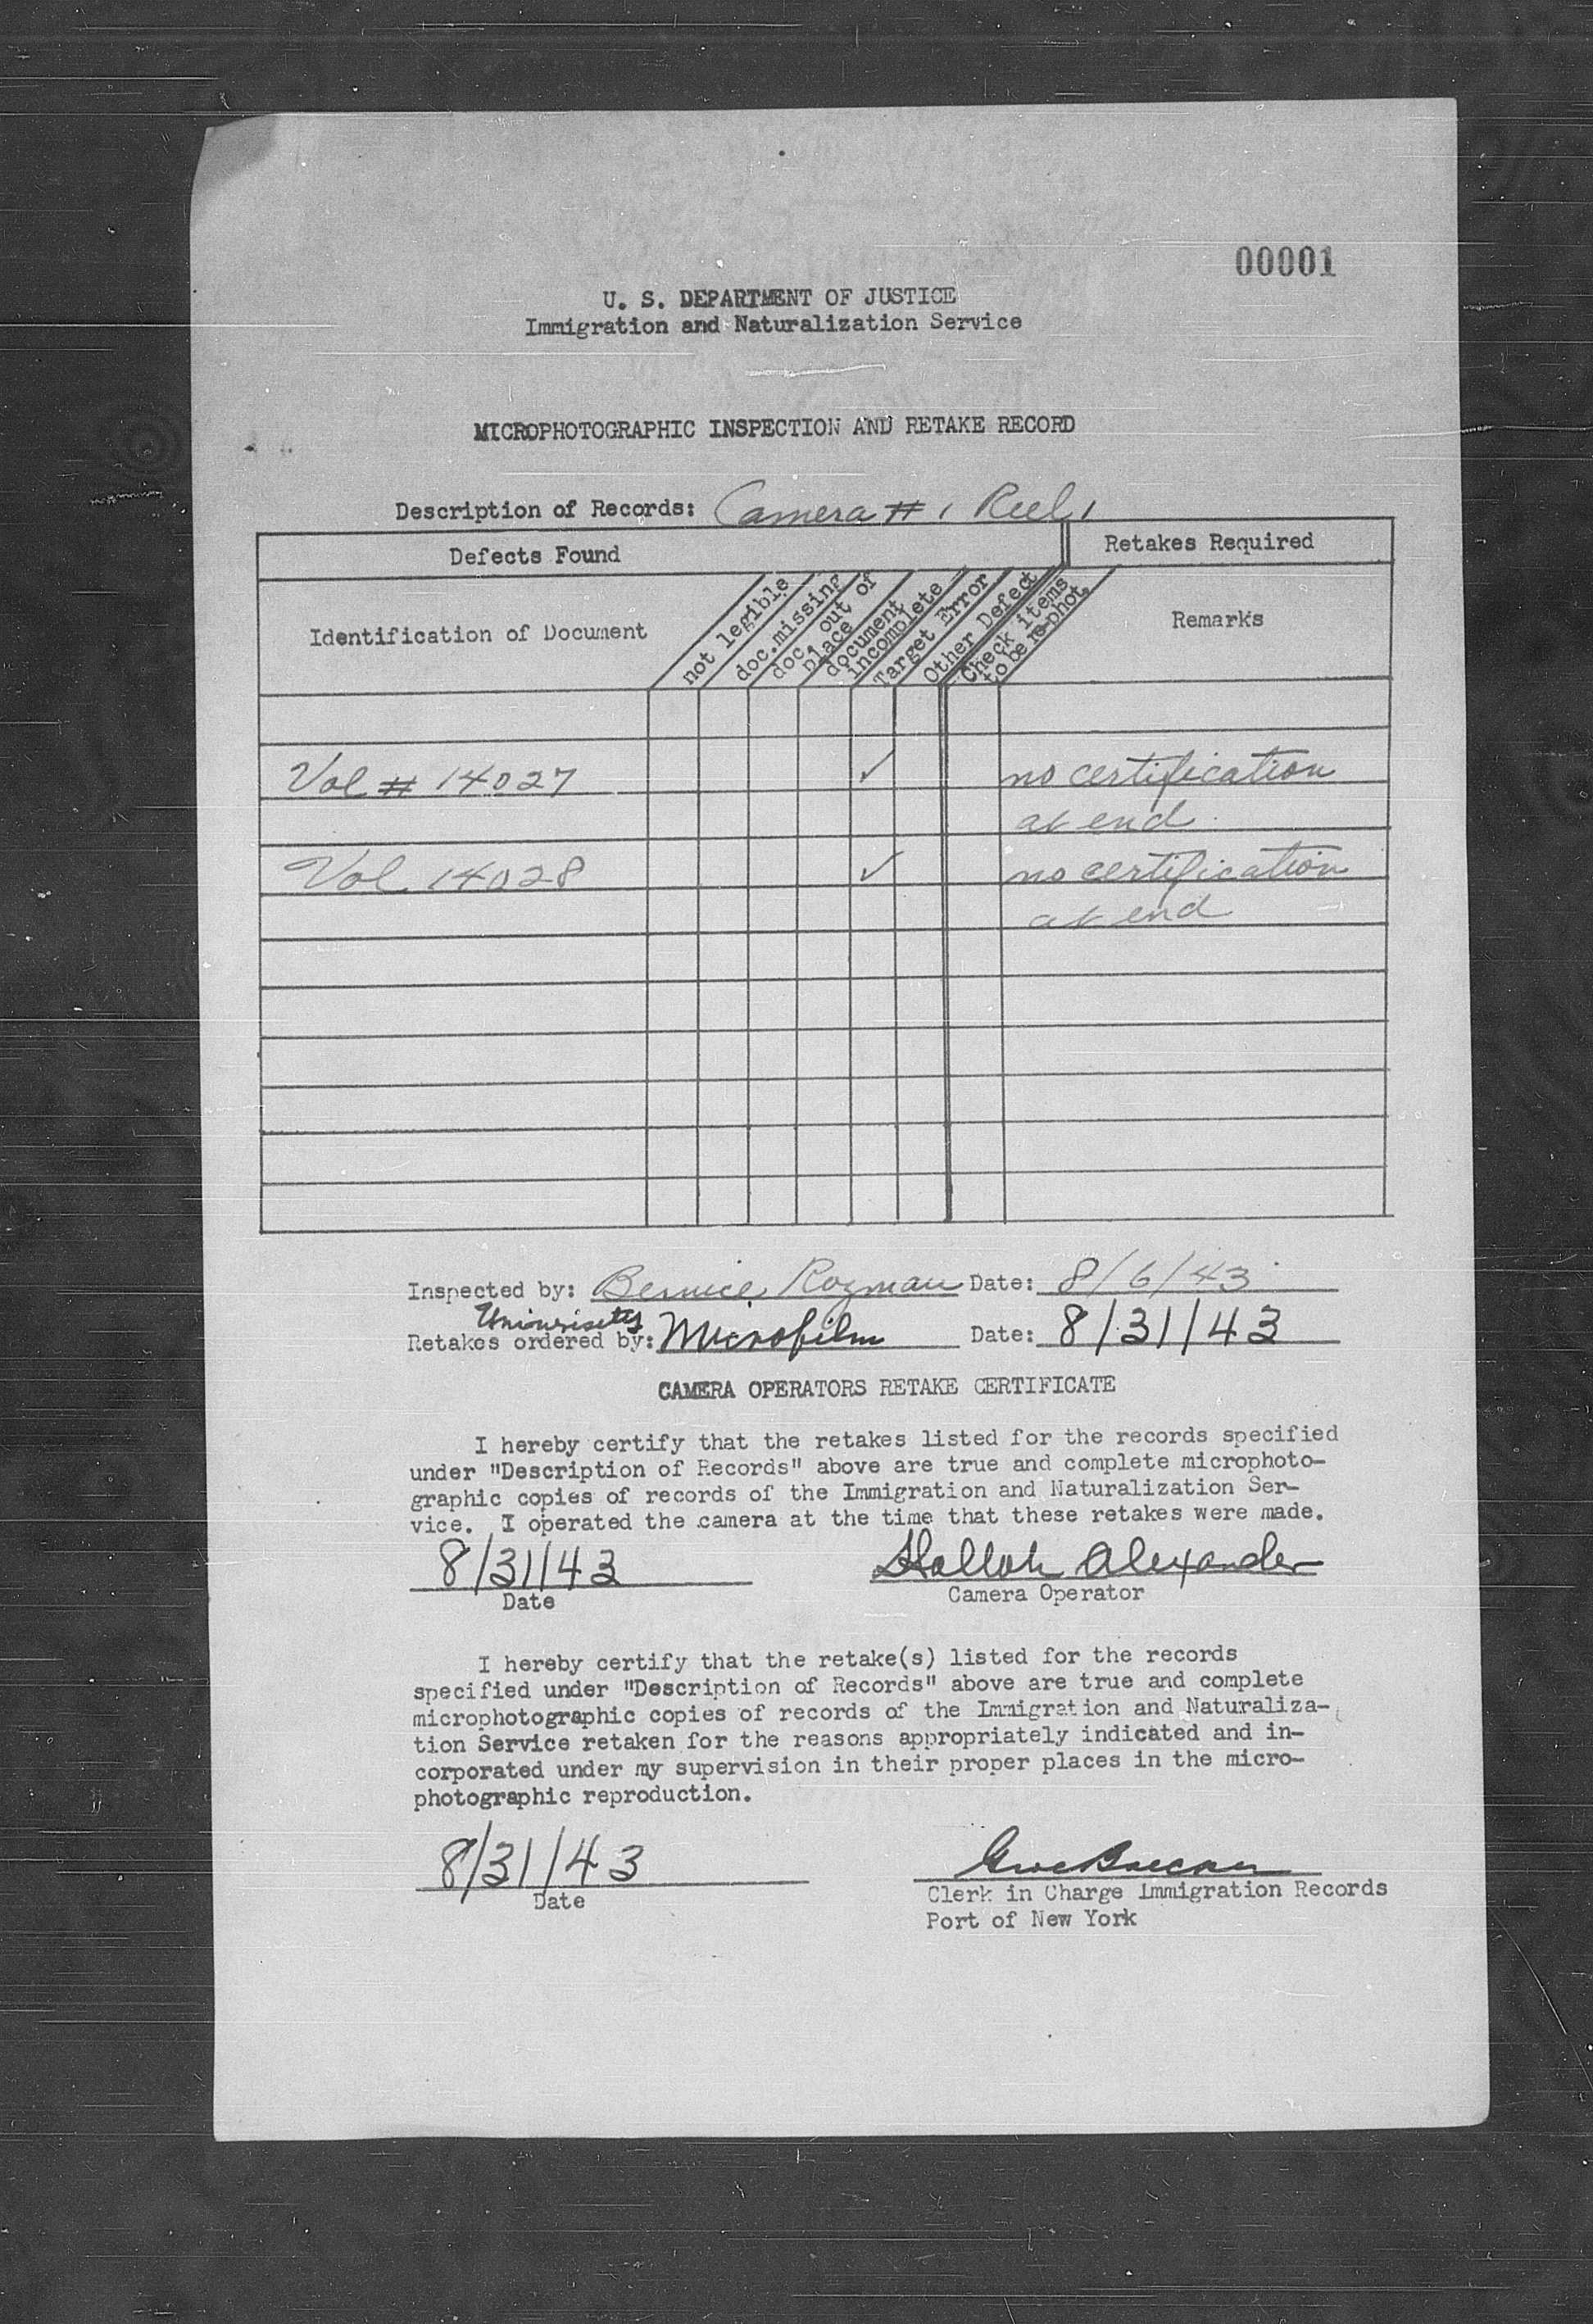 00001
U. S. DEPARTMENT OF JUSTICE
Immigration and Naturalization Service
MICROPHOTOGRAPHIC INSPECTION AND RETAKE RECORD
Description of Records: Camera # 1 Reel 1
Defects Found
Retakes Required
Identification of Document
not legible
doc. missing
doc. out of place
document incomplete
Target Error
Other Defect
Check items to be re-phot.
Remarks
Vol # 14027 ✓ no certification
at end
Vol. 14028 ✓ no certification
at end
Inspected by: Bernice Rozman Date: 8/6/43
Retakes ordered by: Microfilm Date: 8/31/43
CAMERA OPERATORS RETAKE CERTIFICATE
I hereby certify that the retakes listed for the records specified
under "Description of Records" above are true and complete microphoto-
graphic copies of records of the Immigration and Naturalization Ser-
vice. I operated the camera at the time that these retakes were made.
8/31/43 Alexander
Date Camera Operator
I hereby certify that the retake(s) listed for the records
specified under "Description of Records" above are true and complete
microphotographic copies of records of the Immigration and Naturaliza-
tion Service retaken for the reasons appropriately indicated and in-
corporated under my supervision in their proper places in the micro-
photographic reproduction.
8/31/43
Date Clerk in Charge Immigration Records
Port of New York